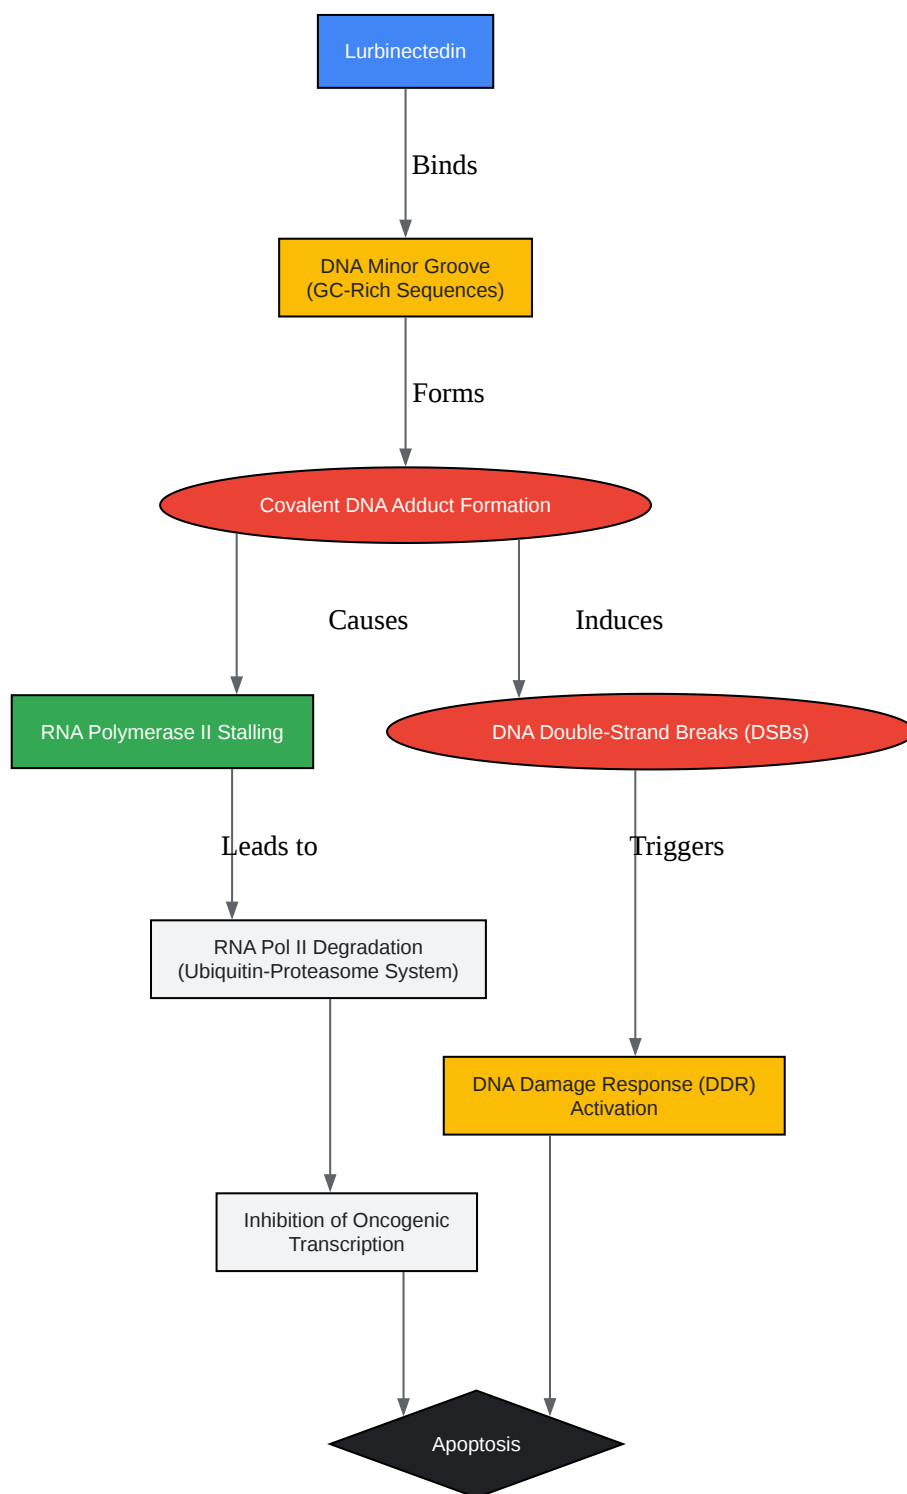 Lurbinectedin
Binds
DNA Minor Groove
(GC-Rich Sequences)
Forms
Covalent DNA Adduct Formation
Causes
Induces
RNA Polymerase II Stalling
DNA Double-Strand Breaks (DSBs)
Leads to
Triggers
RNA Pol II Degradation
(Ubiquitin-Proteasome System)
DNA Damage Response (DDR)
Activation
Inhibition of Oncogenic
Transcription
Apoptosis